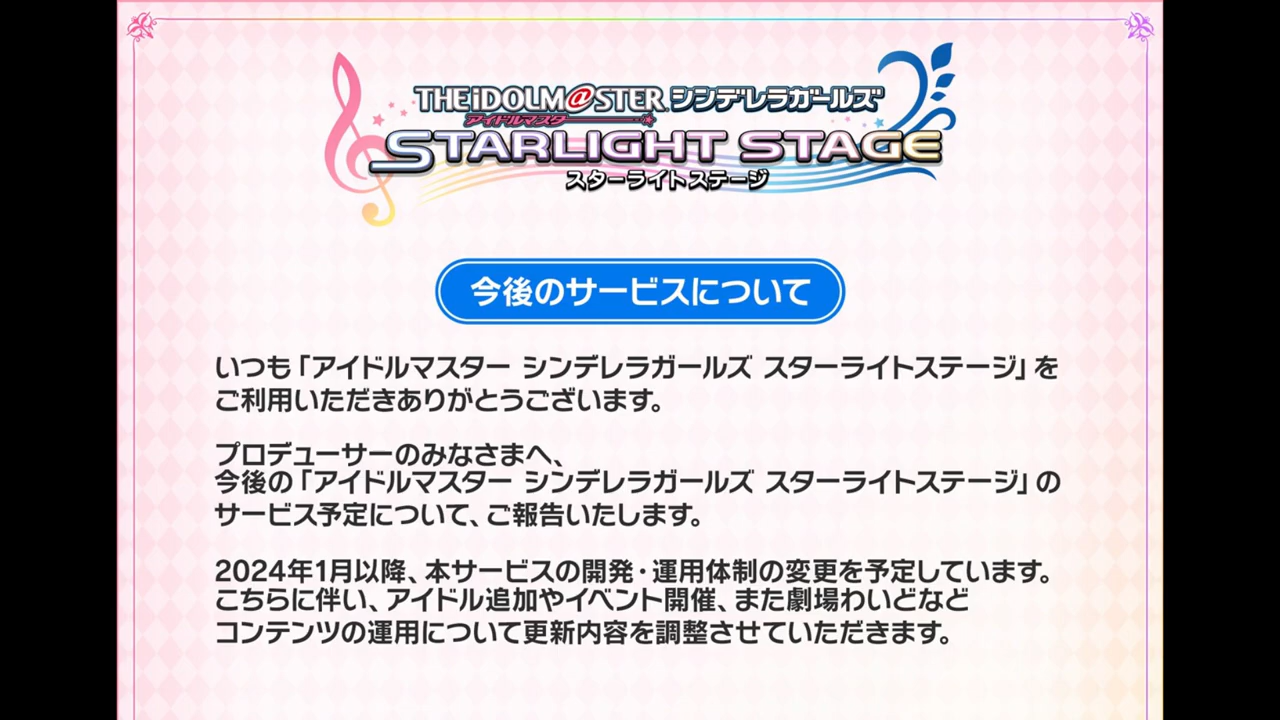 THE iDOLM@STER シンデレラガールズ
アイドルマスター
STARLIGHT STAGE
スターライトステージ
今後のサービスについて
いつも「アイドルマスター シンデレラガールズ スターライトステージ」を
ご利用いただきありがとうございます。
プロデューサーのみなさまへ、
今後の「アイドルマスター シンデレラガールズ スターライトステージ」の
サービス予定について、ご報告いたします。
2024年1月以降、本サービスの開発・運用体制の変更を予定しています。
こちらに伴い、アイドル追加やイベント開催、また劇場わいどなど
コンテンツの運用について更新内容を調整させていただきます。